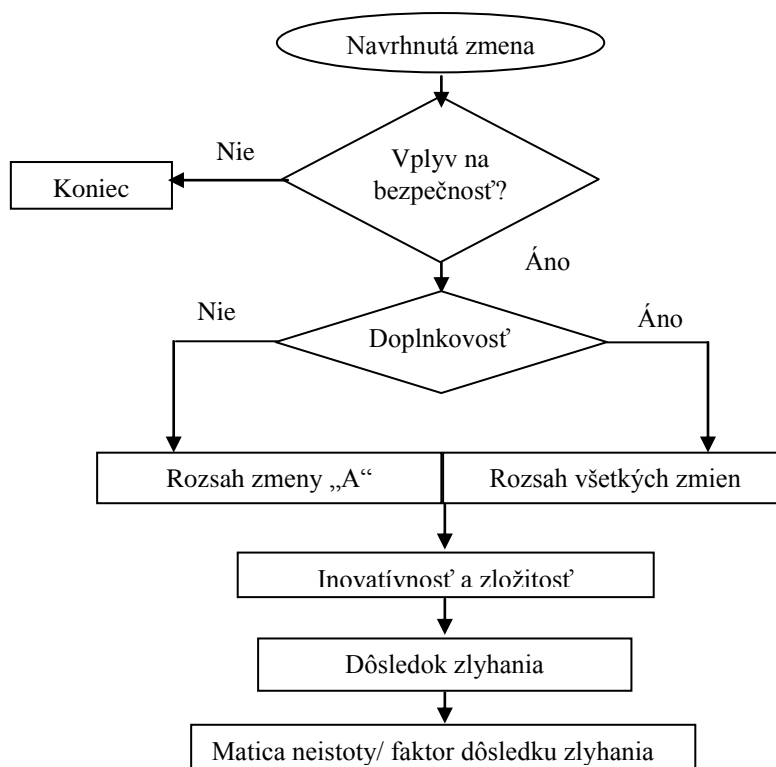 Navrhnutá zmena
Nie
Vplyv na
bezpečnosť?
Koniec
Áno
Nie
Áno
Doplnkovosť
Rozsah zmeny „A“
Rozsah všetkých zmien
Inovatívnosť a zložitosť
Dôsledok zlyhania
Matica neistoty/ faktor dôsledku zlyhania